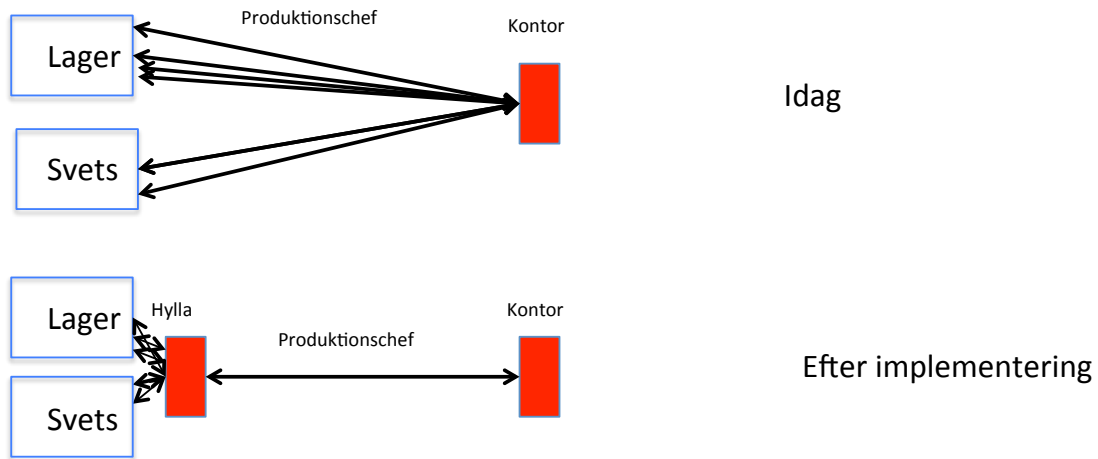 Produktionschef
Kontor
Lager
Idag
Svets
Lager
Hylla
Kontor
Produktionschef
Efter implementering
Svets